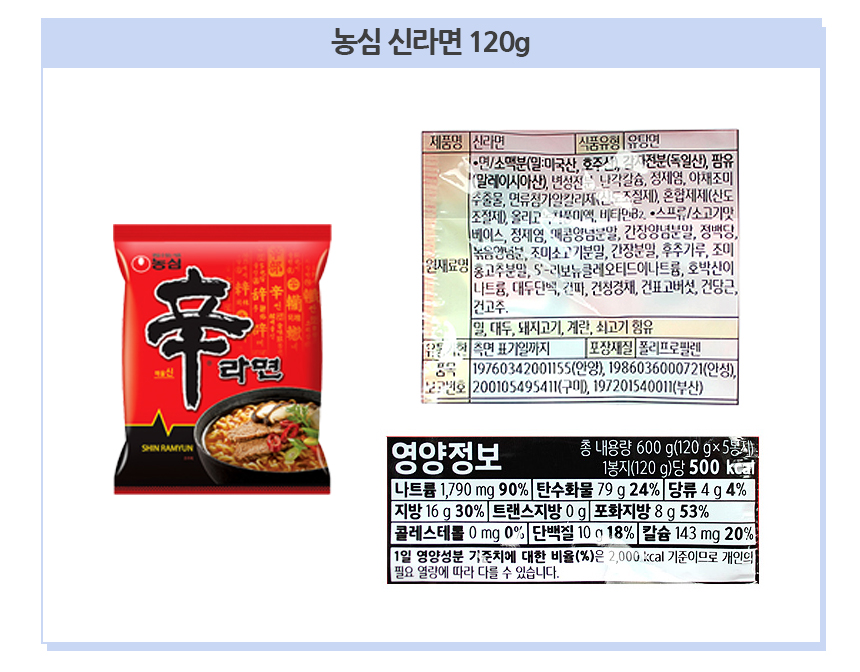 농심 신라면 120g
농심
辛
라면
매울신
SHIN RAMYUN
제품명 신라면 식품유형 유탕면
•면/소맥분(밀:미국산, 호주산), 감자전분(독일산), 팜유
(말레이시아산), 변성전분, 난각칼슘, 정제염, 야채조미
추출물, 면류첨가알칼리제(산도조절제), 혼합제제(산도
조절제), 올리고 비타민B₂. •스프류/소고기맛
베이스, 정제염, 매콤양념분말, 간장양념분말, 정백당,
볶음양념분, 조미소고기분말, 간장분말, 후추가루, 조미
원재료명 홍고추분말, 5'-리보뉴클레오티드이나트륨, 호박산이
나트륨, 대두단백, 건파, 건청경채, 건표고버섯, 건당근,
건고추.
밀, 대두, 돼지고기, 계란, 쇠고기 함유
유통기한 측면 표기일까지 포장재질 폴리프로필렌
품목 19760342001155(안양), 1986036000721(안성),
보고번호 200105495411(구미), 197201540011(부산)
영양정보 총 내용량 600 g(120 g×5봉지)
1봉지(120 g)당 500 kcal
나트륨 1,790 mg 90% 탄수화물 79 g 24% 당류 4 g 4%
지방 16 g 30% 트랜스지방 0 g 포화지방 8 g 53%
콜레스테롤 0 mg 0% 단백질 10 g 18% 칼슘 143 mg 20%
1일 영양성분 기준치에 대한 비율(%)은 2,000 kcal 기준이므로 개인의
필요 열량에 따라 다를 수 있습니다.